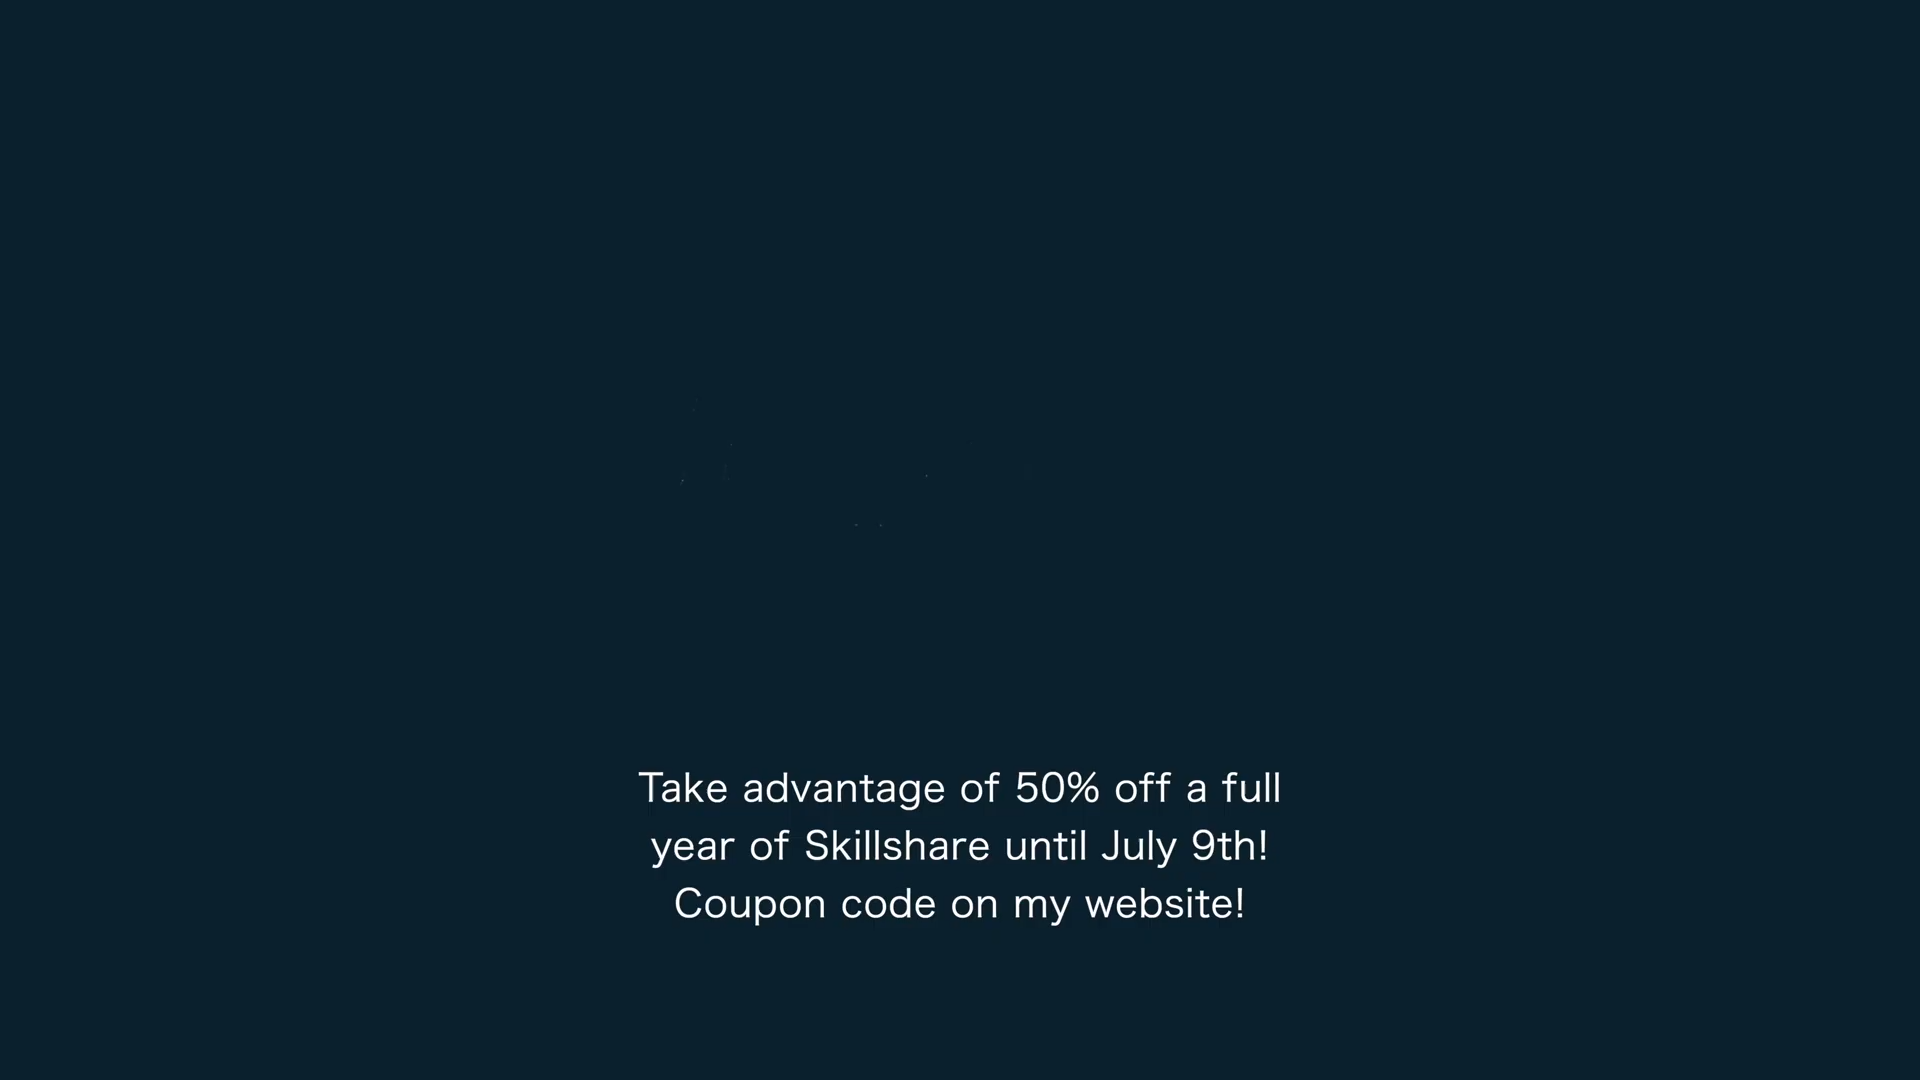 Take advantage of 50% off a full
year of Skillshare until July 9th!
Coupon code on my website!